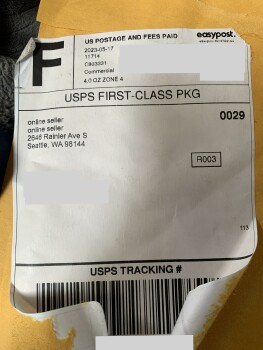 F
US POSTAGE AND FEES PAID
2023-05-17
11714
C803331
Commercial
4.0 OZ ZONE 4
easypost.
USPS FIRST-CLASS PKG
online seller
online seller
2646 Rainier Ave S
Seattle, WA 98144
0029
R003
113
USPS TRACKING #